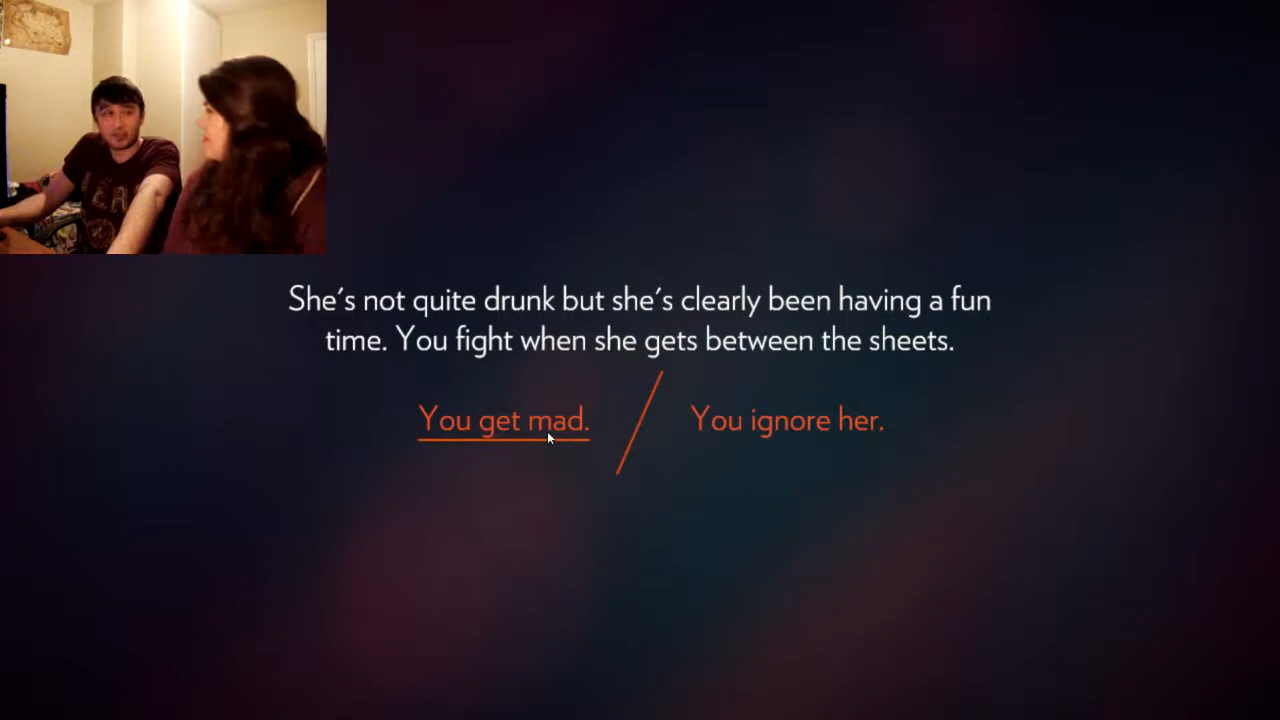 She's not quite drunk but she's clearly been having a fun
time. You fight when she gets between the sheets.
You get mad.
You ignore her.